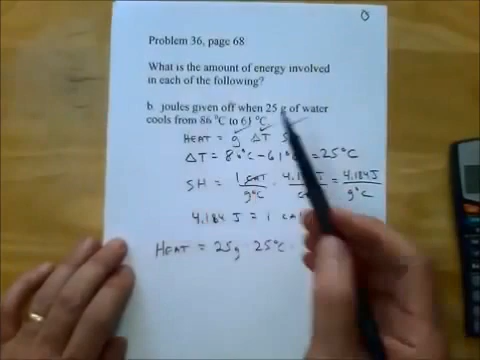 0
Problem 36, page 68
What is the amount of energy involved
in each of the following?
b. joules given off when 25 g of water
cools from 86 °C to 61 °C
HEAT = g ΔT S
ΔT = 86°C - 61° = 25°C
SH = 1 cal/g°C · 4.184 J/ca = 4.184 J/g°C
4.184 J = 1 cal
HEAT = 25g · 25°C ·